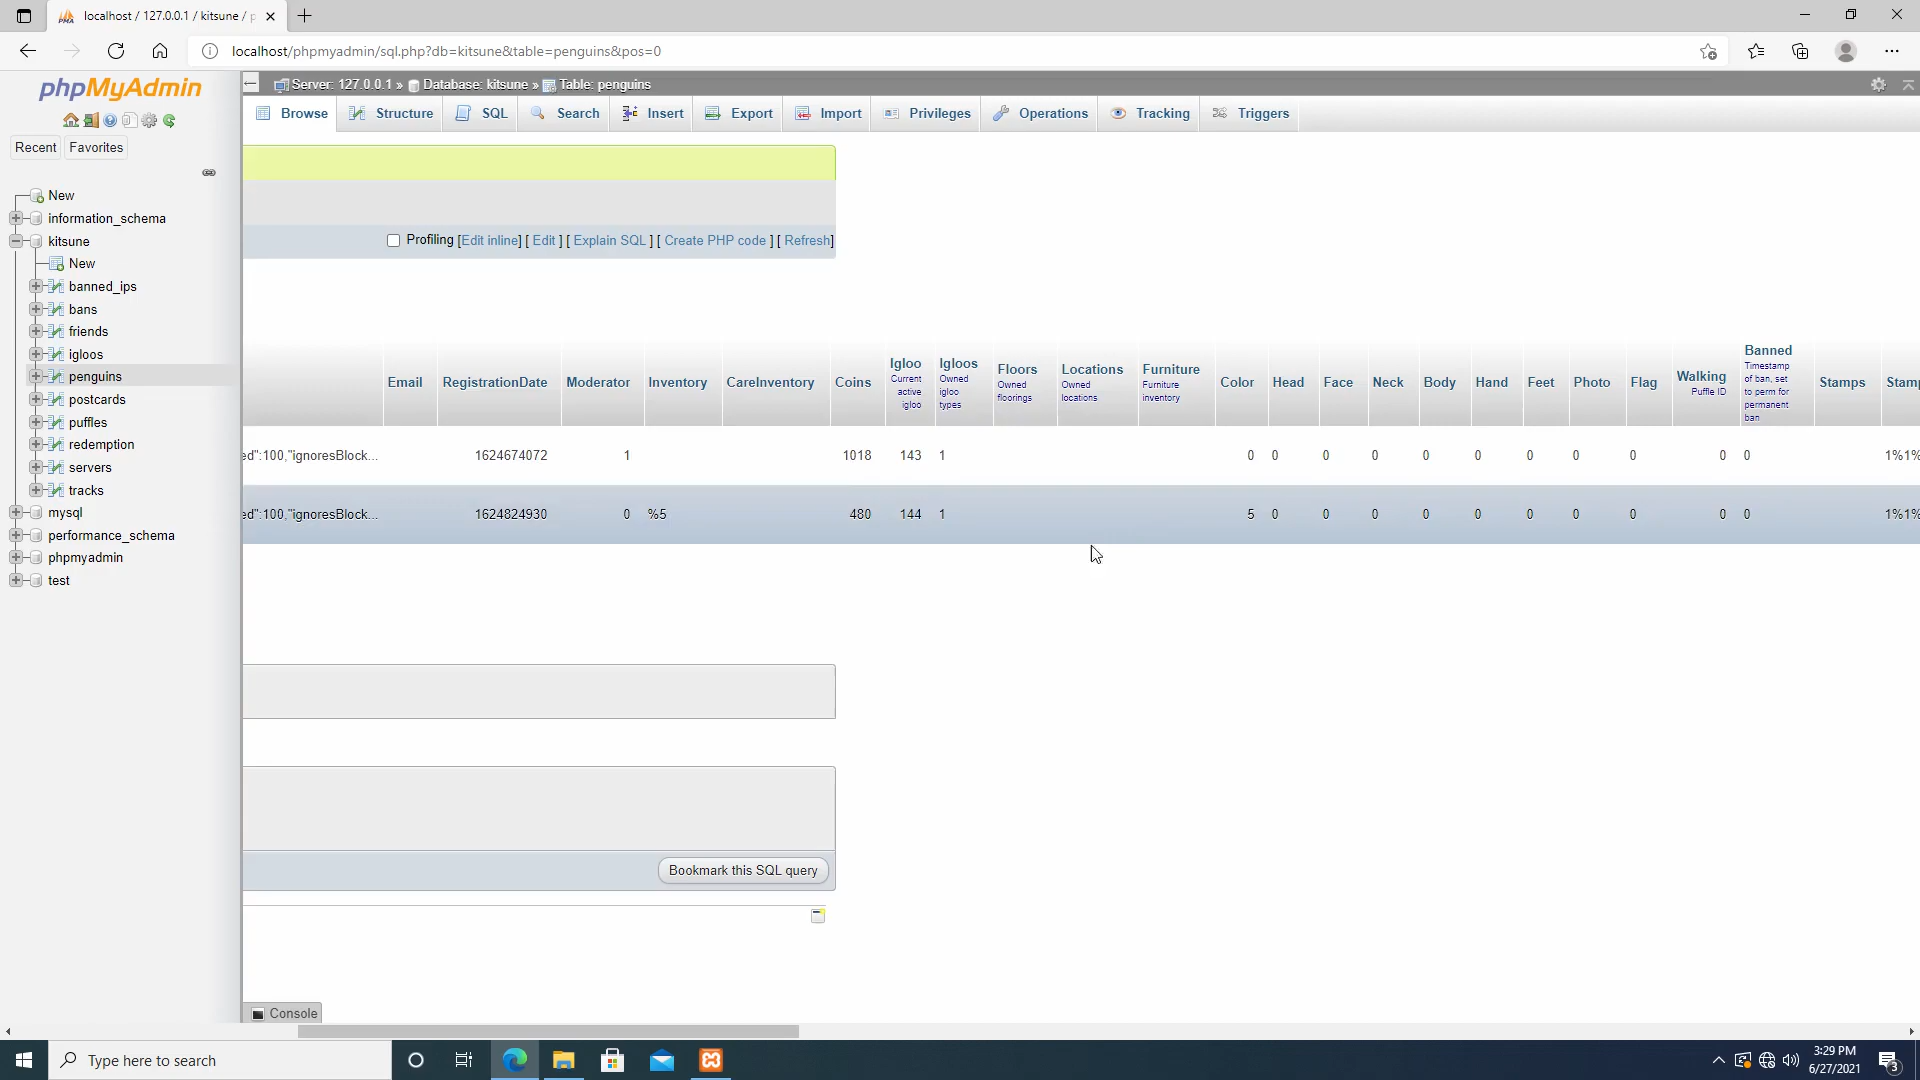 localhost / 127.0.0.1 / kitsune / p
localhost/phpmyadmin/sql.php?db=kitsune&table=penguins&pos=0
phpMyAdmin
Server: 127.0.0.1 » Database: kitsune » Table: penguins
Browse Structure SQL Search Insert Export Import Privileges Operations Tracking Triggers
Recent Favorites
New
information_schema
kitsune
New
banned_ips
bans
friends
igloos
penguins
postcards
puffles
redemption
servers
tracks
mysql
performance_schema
phpmyadmin
test
Profiling [Edit inline] [ Edit ] [ Explain SQL ] [ Create PHP code ] [ Refresh]
Email RegistrationDate Moderator Inventory CareInventory Coins Igloo Current active igloo Igloos Owned igloo types Floors Owned floorings Locations Owned locations Furniture Furniture inventory Color Head Face Neck Body Hand Feet Photo Flag Walking Puffle ID Banned Timestamp of ban, set to perm for permanent ban Stamps Stamp
ed":100,"ignoresBlock... 1624674072 1 1018 143 1 0 0 0 0 0 0 0 0 0 0 0 1%1%
ed":100,"ignoresBlock... 1624824930 0 %5 480 144 1 5 0 0 0 0 0 0 0 0 0 0 1%1%
Bookmark this SQL query
Console
Type here to search
3:29 PM
6/27/2021
3